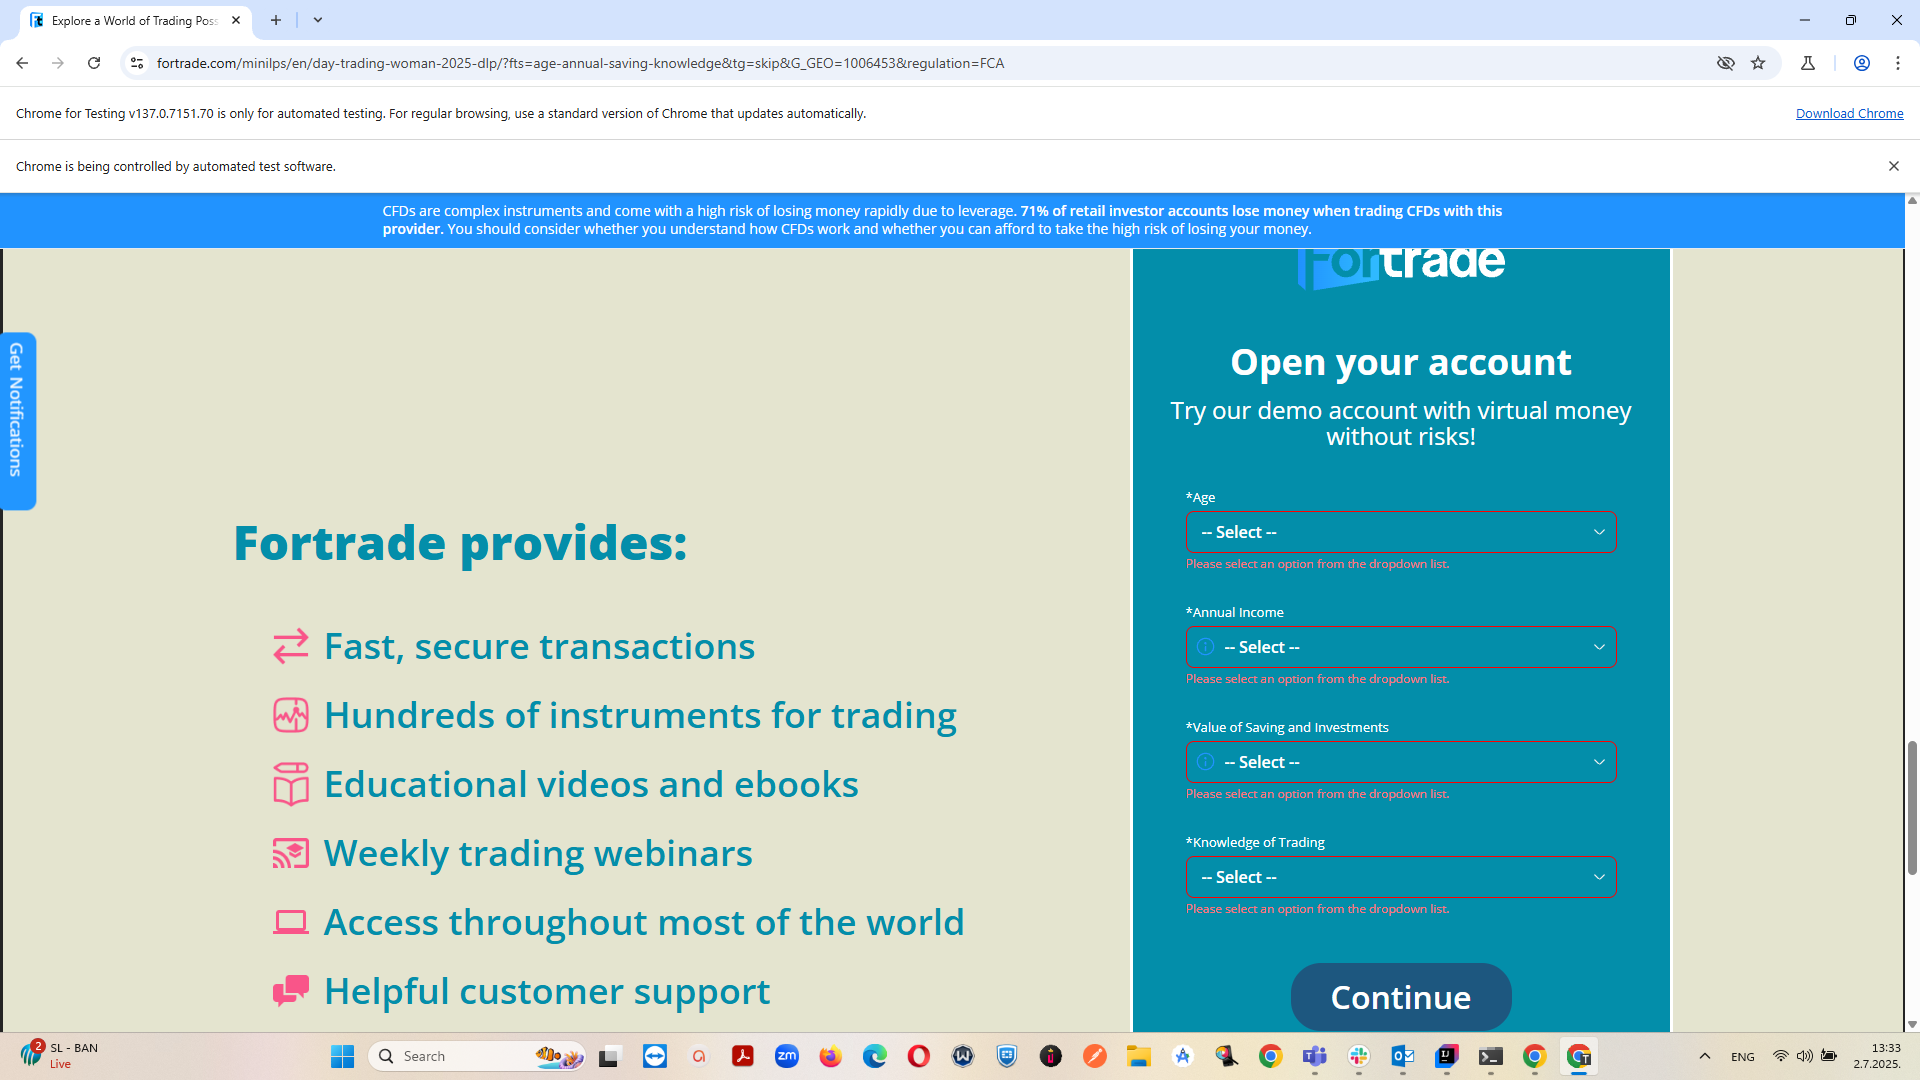 Explore a World of Trading Poss
fortrade.com/minilps/en/day-trading-woman-2025-dlp/?fts=age-annual-saving-knowledge&tg=skip&G_GEO=1006453&regulation=FCA
Chrome for Testing v137.0.7151.70 is only for automated testing. For regular browsing, use a standard version of Chrome that updates automatically.
Download Chrome
Chrome is being controlled by automated test software.
CFDs are complex instruments and come with a high risk of losing money rapidly due to leverage. 71% of retail investor accounts lose money when trading CFDs with this
provider. You should consider whether you understand how CFDs work and whether you can afford to take the high risk of losing your money.
Get Notifications
Fortrade provides:
Fast, secure transactions
Hundreds of instruments for trading
Educational videos and ebooks
Weekly trading webinars
Access throughout most of the world
Helpful customer support
Fortrade
Open your account
Try our demo account with virtual money
without risks!
*Age
-- Select --
Please select an option from the dropdown list.
*Annual Income
-- Select --
Please select an option from the dropdown list.
*Value of Saving and Investments
-- Select --
Please select an option from the dropdown list.
*Knowledge of Trading
-- Select --
Please select an option from the dropdown list.
Continue
2
SL - BAN
Live
Search
zm
ENG
13:33
2.7.2025.